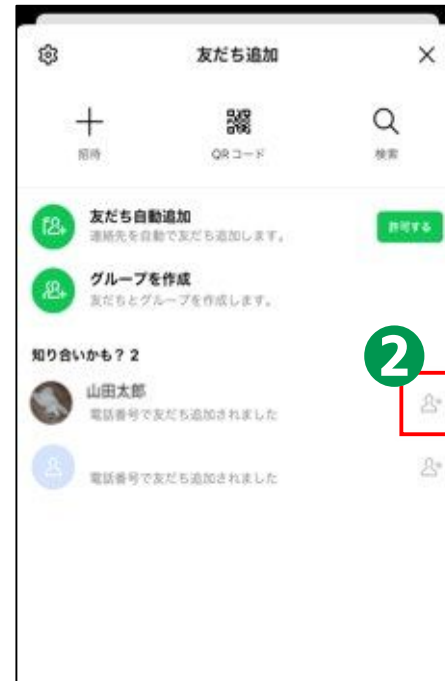 友だち追加
招待
QRコード
検索
友だち自動追加
連絡先を自動で友だち追加します。
許可する
グループを作成
友だちとグループを作成します。
知り合いかも？2
2
山田太郎
電話番号で友だち追加されました
電話番号で友だち追加されました